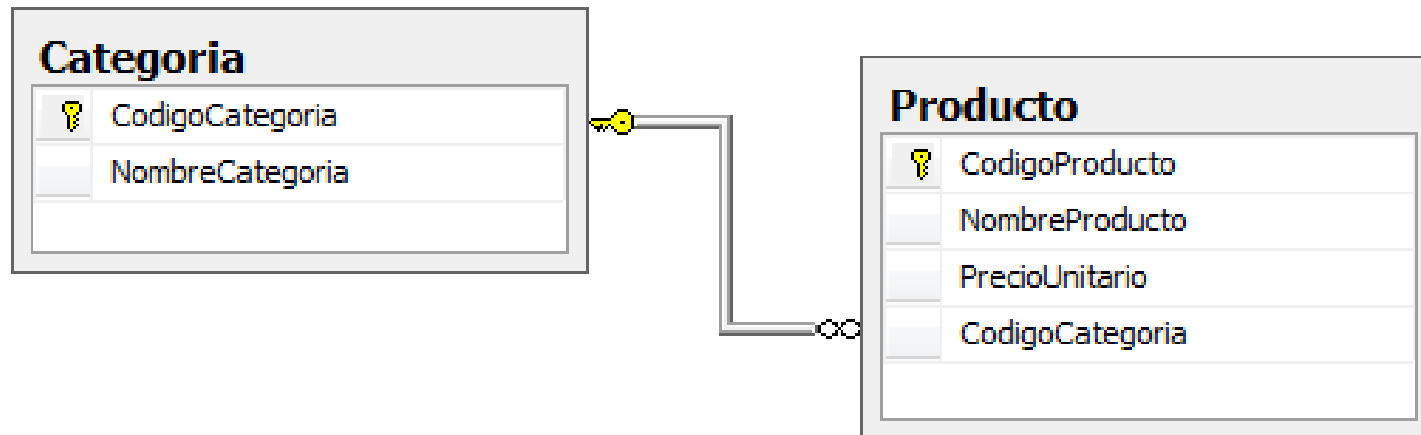 Categoria
CodigoCategoria
NombreCategoria
Producto
CodigoProducto
NombreProducto
PrecioUnitario
CodigoCategoria